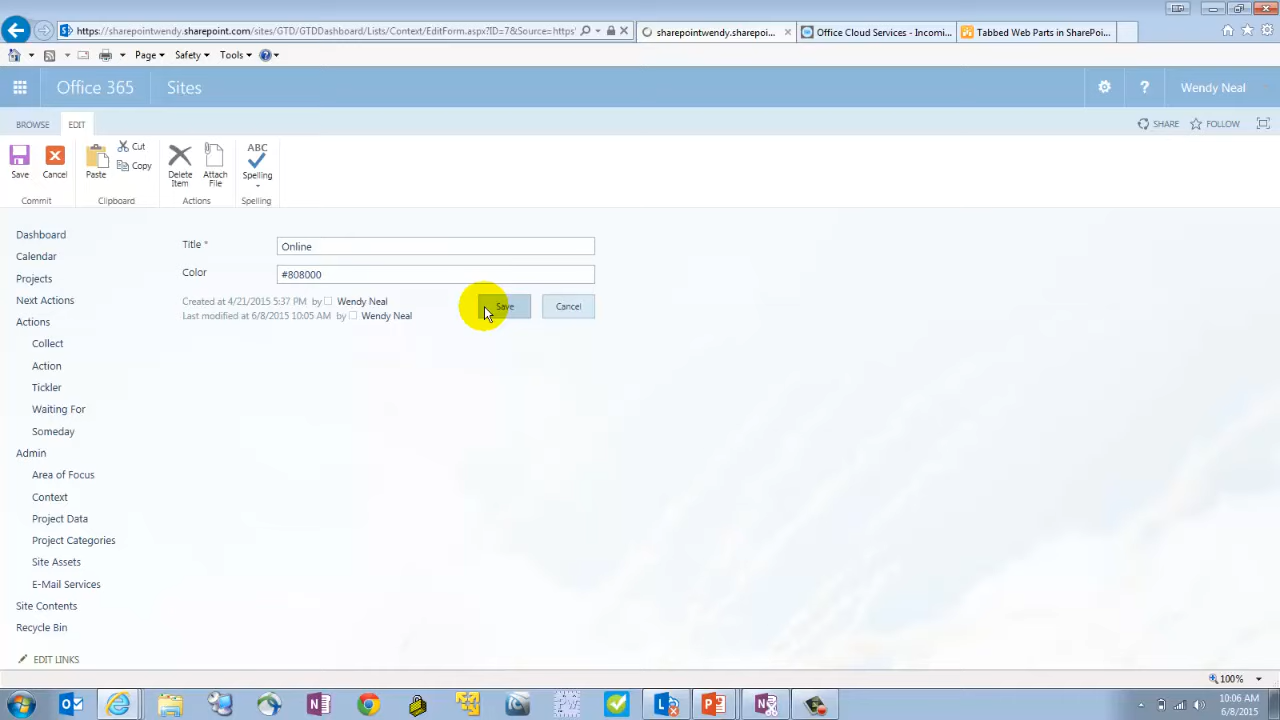 https://sharepointwendy.sharepoint.com/sites/GTD/GTDDashboard/Lists/Context/EditForm.aspx?ID=7&Source=https'
sharepointwendy.sharepoi...
Office Cloud Services - Incomi...
Tabbed Web Parts in SharePoi...
Page
Safety
Tools
Office 365
Sites
?
Wendy Neal
BROWSE
EDIT
SHARE
FOLLOW
Save
Cancel
Paste
Cut
Copy
Delete Item
Attach File
ABC
Spelling
Commit
Clipboard
Actions
Spelling
Dashboard
Calendar
Projects
Next Actions
Actions
Collect
Action
Tickler
Waiting For
Someday
Admin
Area of Focus
Context
Project Data
Project Categories
Site Assets
E-Mail Services
Site Contents
Recycle Bin
EDIT LINKS
Title *
Online
Color
#808000
Created at 4/21/2015 5:37 PM by Wendy Neal
Last modified at 6/8/2015 10:05 AM by Wendy Neal
Save
Cancel
100%
10:06 AM
6/8/2015